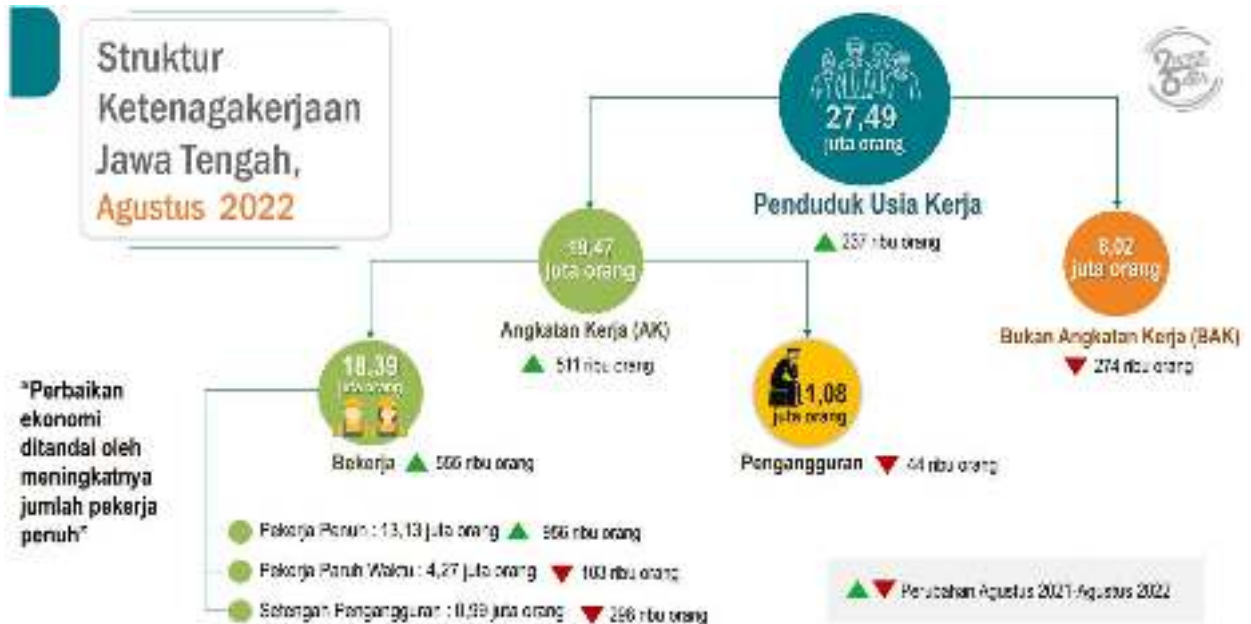 Struktur
Ketenagakerjaan
Jawa Tengah,
Agustus 2022
27,49
juta orang
Penduduk Usia Kerja
237 ribu orang
19,47
juta orang
Angkatan Kerja (AK)
511 ribu orang
8,02
juta orang
Bukan Angkatan Kerja (BAK)
274 ribu orang
18,39
juta orang
Bekerja
ribu orang
1,08
juta orang
Pengangguran
44 ribu orang
"Perbaikan
ekonomi
ditandai oleh
meningkatnya
jumlah pekerja
penuh"
Pekerja Penuh : 13,13 juta orang 956 ribu orang
Pekerja Paruh Waktu : 4,27 juta orang 103 ribu orang
Setengah Pengangguran : 0,99 juta orang ribu orang
Perubahan Agustus 2021-Agustus 2022